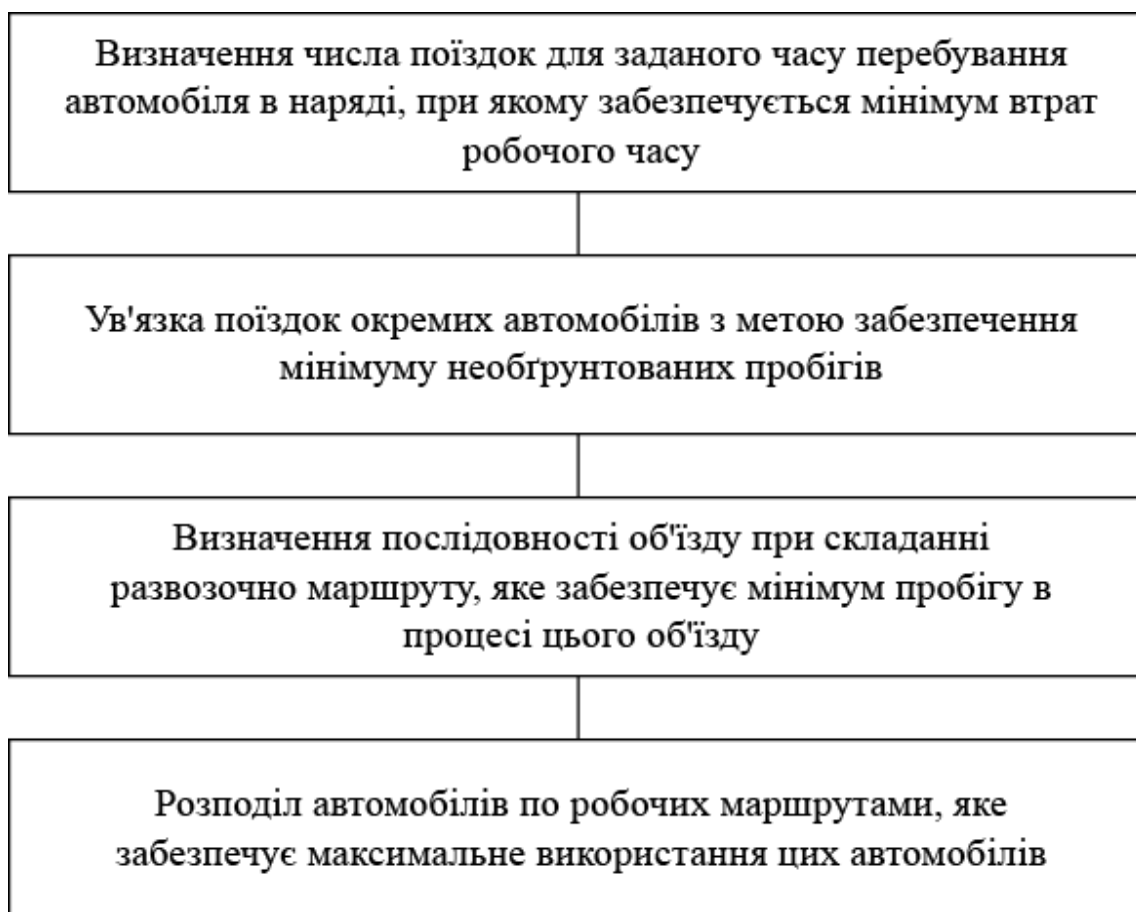 Визначення числа поїздок для заданого часу перебування
автомобіля в наряді, при якому забезпечується мінімум втрат
робочого часу
Ув'язка поїздок окремих автомобілів з метою забезпечення
мінімуму необґрунтованих пробігів
Визначення послідовності об'їзду при складанні
развозочно маршруту, яке забезпечує мінімум пробігу в
процесі цього об'їзду
Розподіл автомобілів по робочих маршрутами, яке
забезпечує максимальне використання цих автомобілів